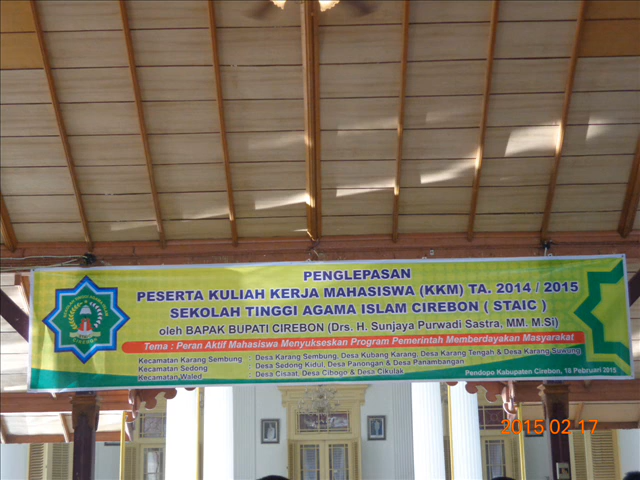 PENGLEPASAN
PESERTA KULIAH KERJA MAHASISWA (KKM) TA. 2014 / 2015
SEKOLAH TINGGI AGAMA ISLAM CIREBON ( STAIC )
oleh BAPAK BUPATI CIREBON (Drs. H. Sunjaya Purwadi Sastra, MM. M.Si)
Tema : Peran Aktif Mahasiswa Menyukseskan Program Pemerintah Memberdayakan Masyarakat
Kecamatan Karang Sembung : Desa Karang Sembung, Desa Kubang Karang, Desa Karang Tengah & Desa Karang Suwung
Kecamatan Sedong : Desa Sedong Kidul, Desa Panongan & Desa Panambangan
Kecamatan Waled : Desa Cisaat, Desa Cibogo & Desa Cikulak
Pendopo Kabupaten Cirebon, 18 Pebruari 2015
2015 02 17